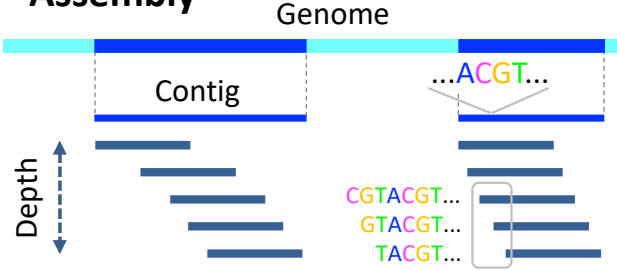 Assembly
Genome
...ACGT...
Contig
Depth
CGTACGT...
GTACGT...
TACGT...